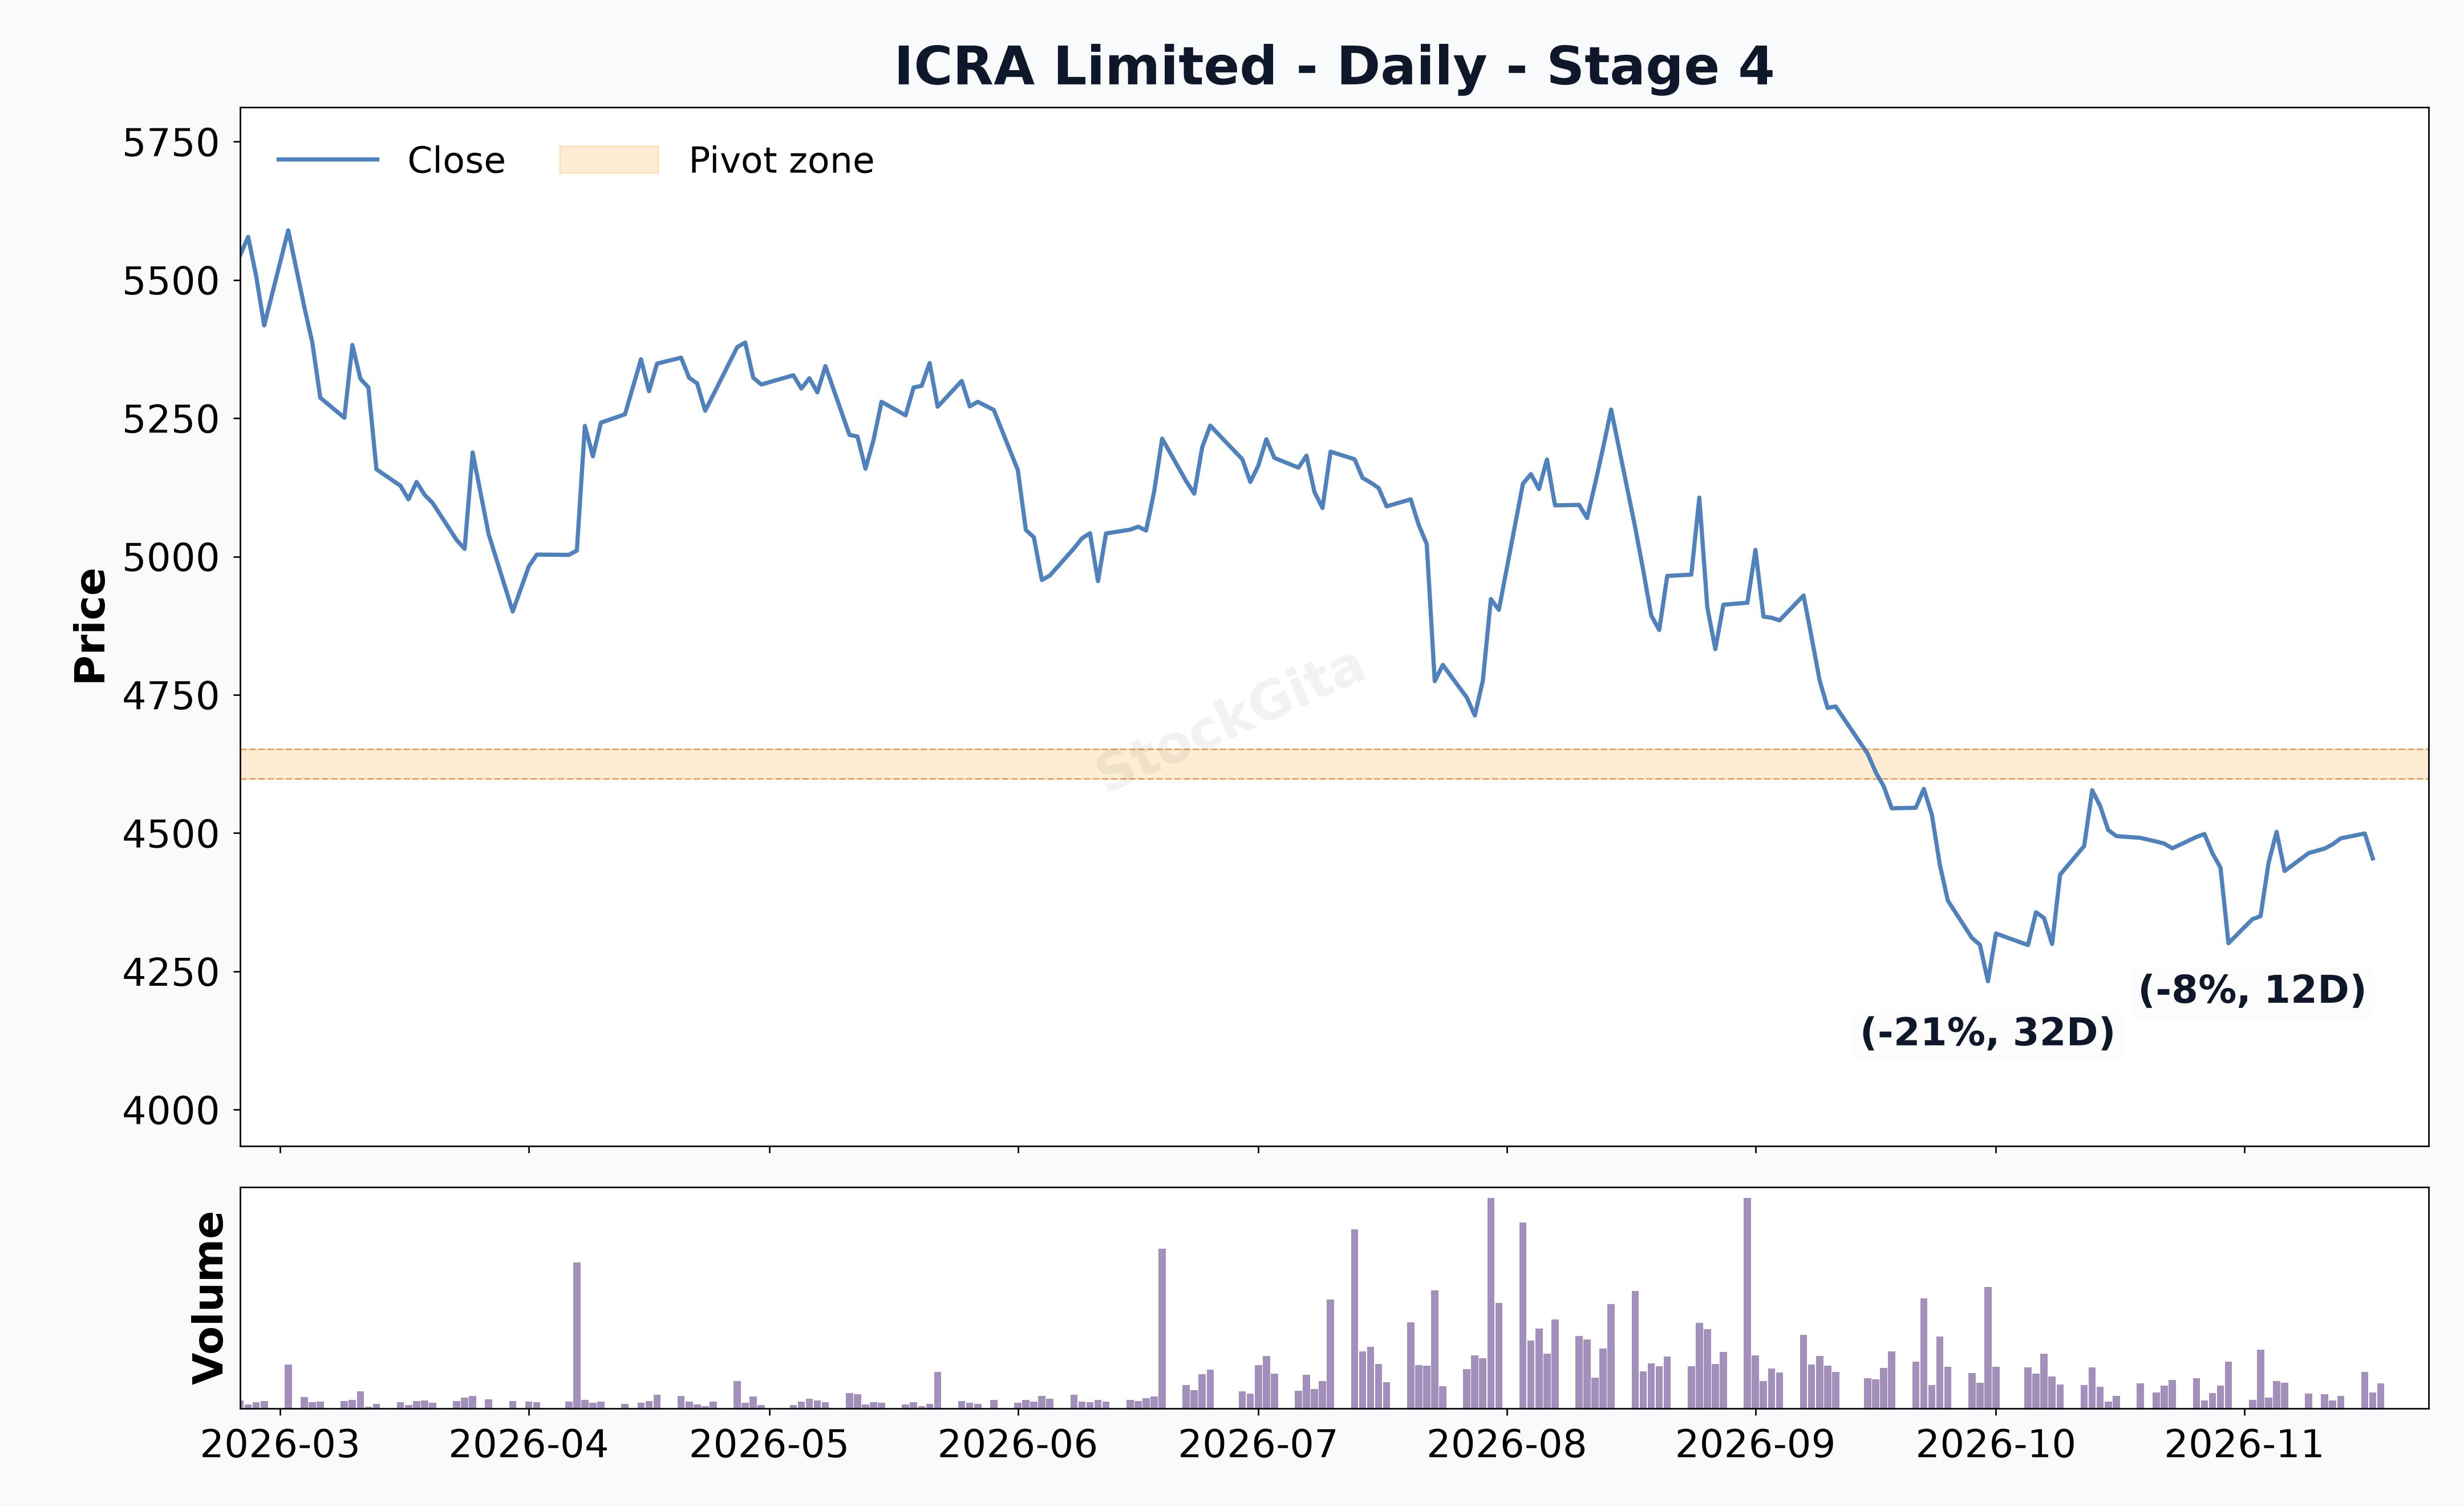 ICRA Limited - Daily - Stage 4
Close
Pivot zone
Price
5750
5500
5250
5000
4750
4500
4250
4000
StockGita
(-8%, 12D)
(-21%, 32D)
Volume
2026-03
2026-04
2026-05
2026-06
2026-07
2026-08
2026-09
2026-10
2026-11